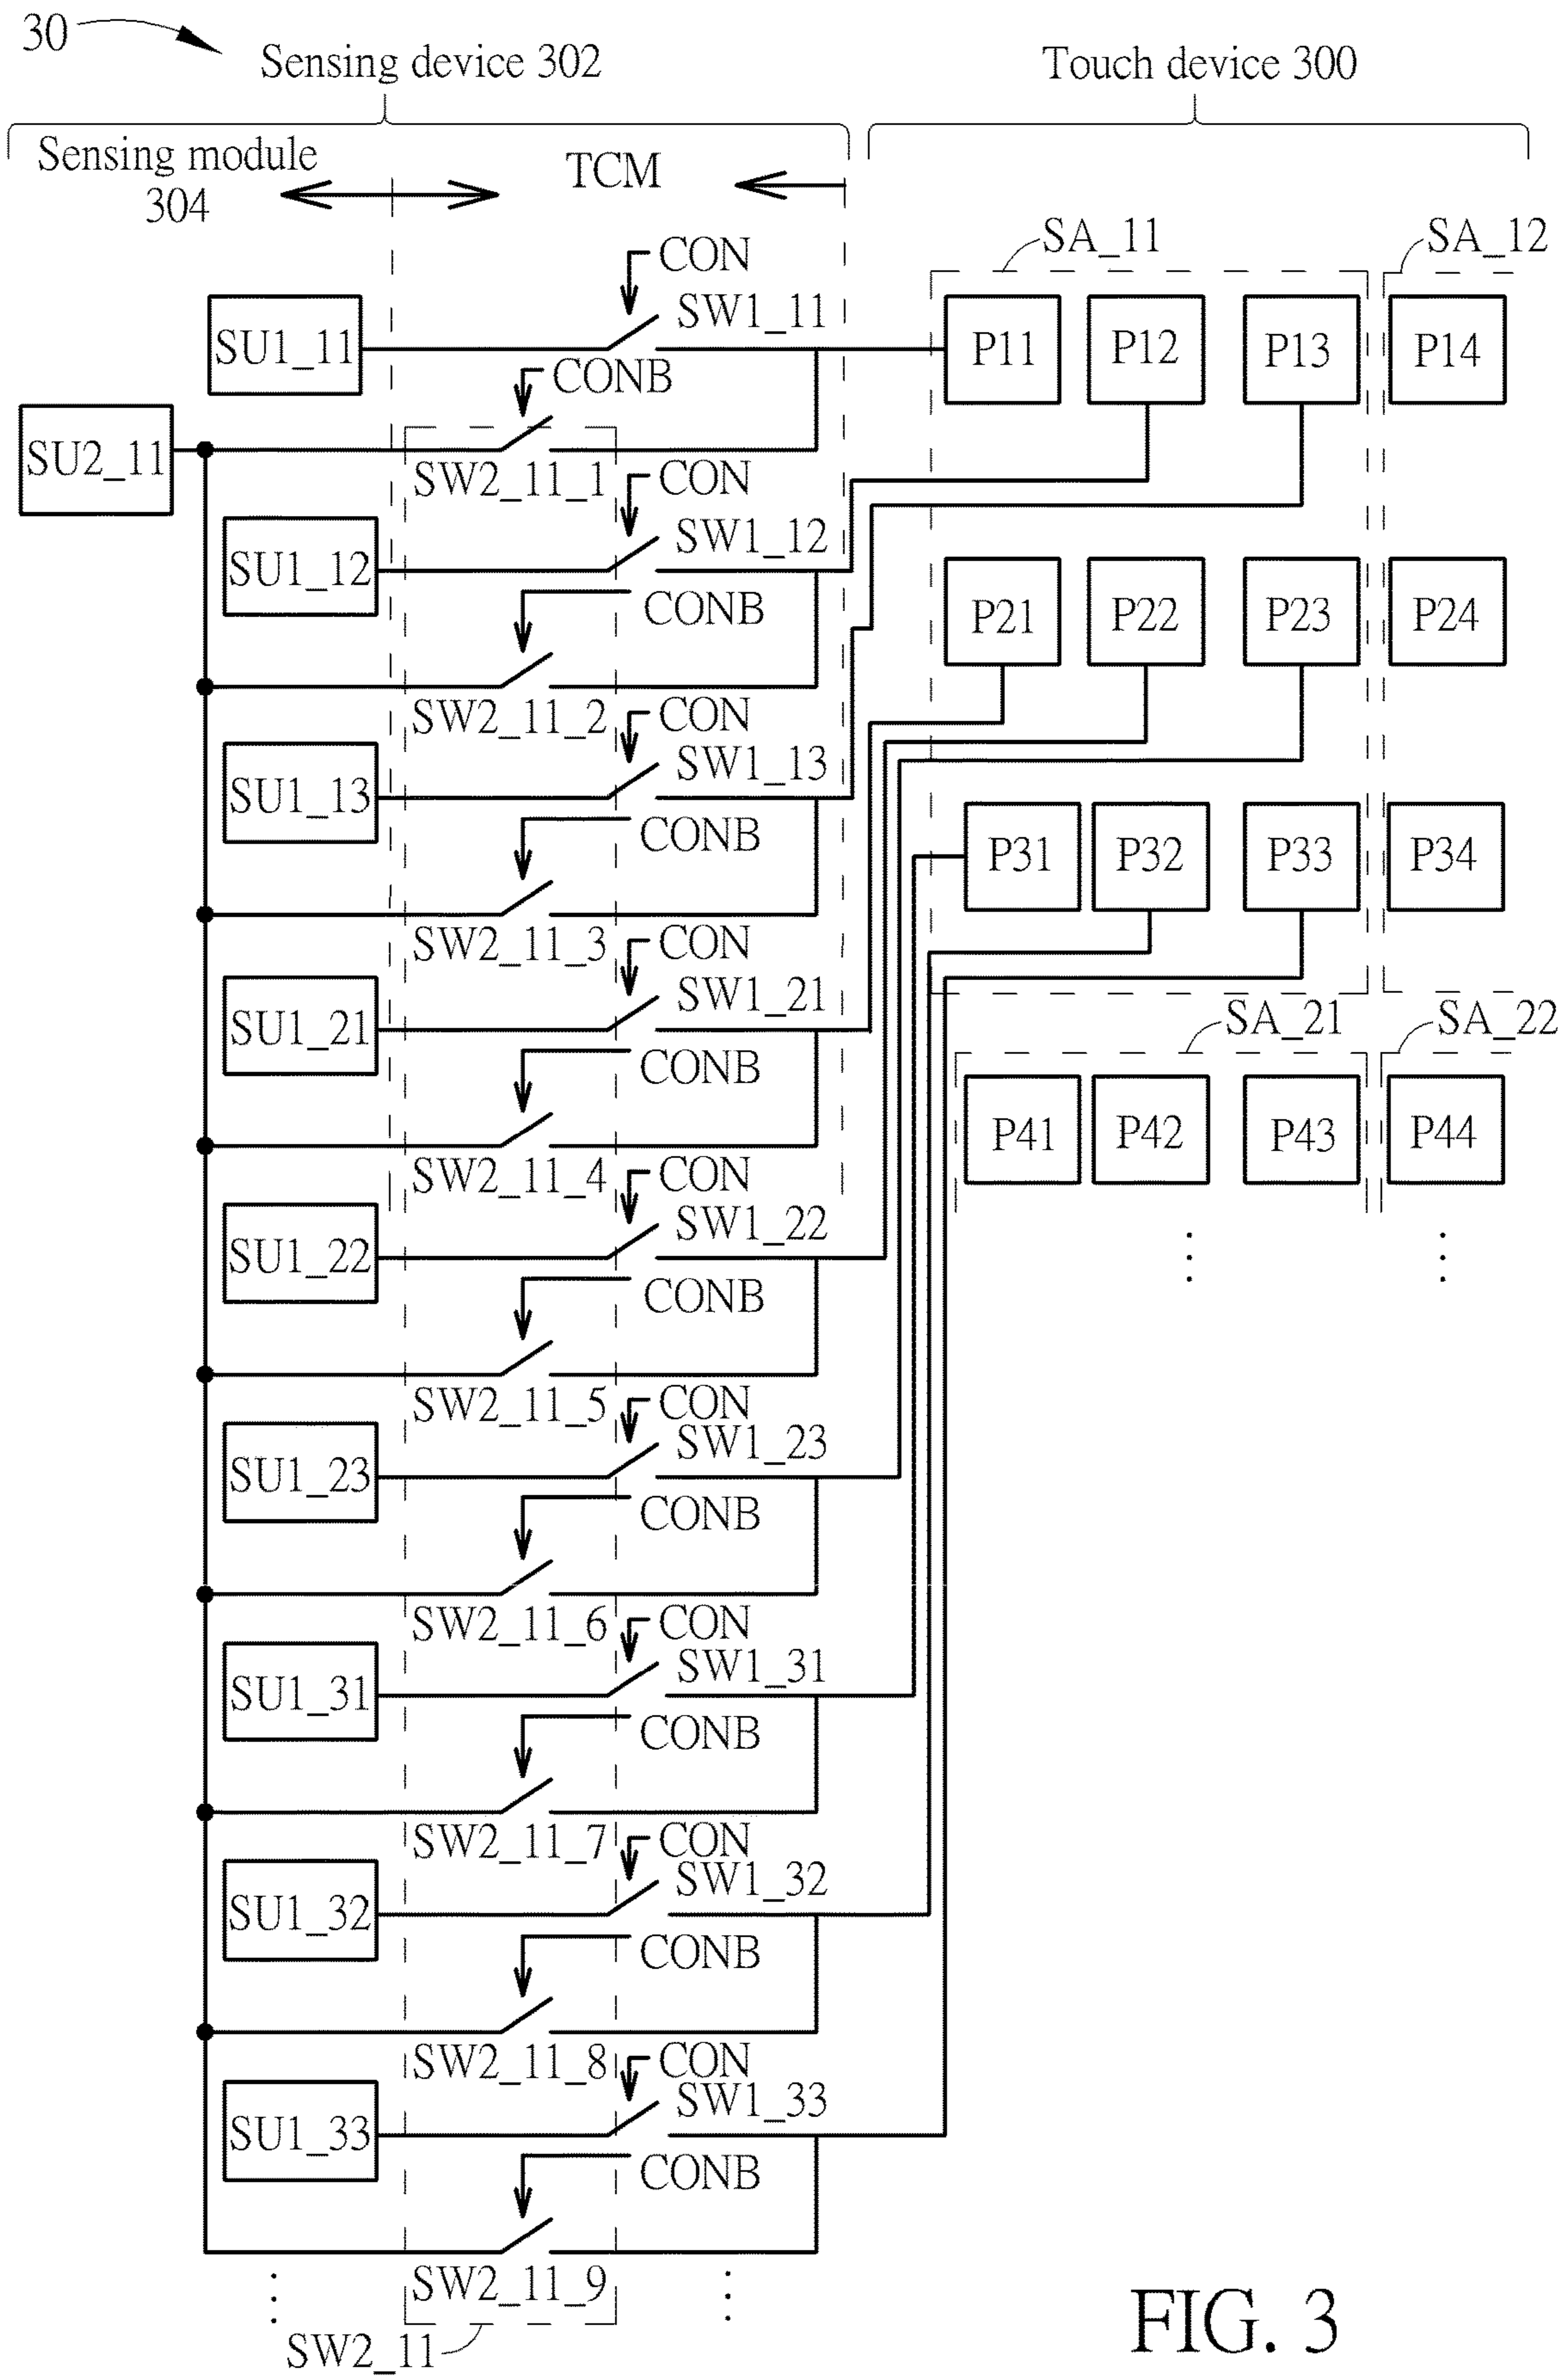 30
Sensing device 302
Touch device 300
Sensing module
304
TCM
SA_11
SA_12
CON
SU1_11
SW1_11
P11
P12
P13
P14
CONB
SU2_11
SW2_11_1
CON
SU1_12
SW1_12
CONB
P21
P22
P23
P24
SW2_11_2
CON
SU1_13
SW1_13
CONB
P31
P32
P33
P34
SW2_11_3
CON
SU1_21
SW1_21
SA_21
SA_22
CONB
P41
P42
P43
P44
SW2_11_4
CON
SU1_22
SW1_22
CONB
SW2_11_5
CON
SU1_23
SW1_23
CONB
SW2_11_6
CON
SU1_31
SW1_31
CONB
SW2_11_7
CON
SU1_32
SW1_32
CONB
SW2_11_8
CON
SU1_33
SW1_33
CONB
SW2_11_9
SW2_11
FIG. 3